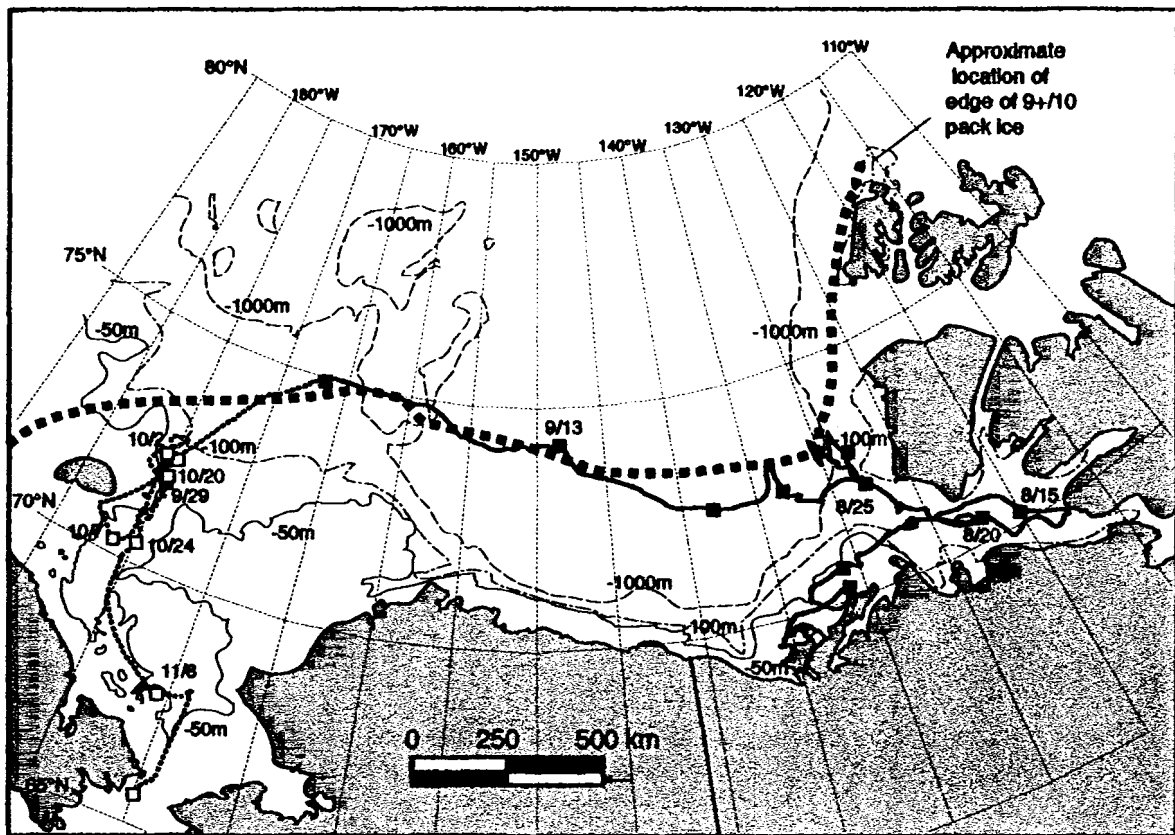 110°W
Approximate
location of
edge of 9+/10
pack ice
80°N
180°W
120°W
170°W
130°W
160°W
150°W
140°W
-1000m
75°N
-1000m
-50m
-1000m
9/13
10/2
-100m
-100m
10/20
9/29
8/25
8/15
70°N
-50m
8/20
10/24
-1000m
100m
-50m
11/8
-50m
0 250 500 km